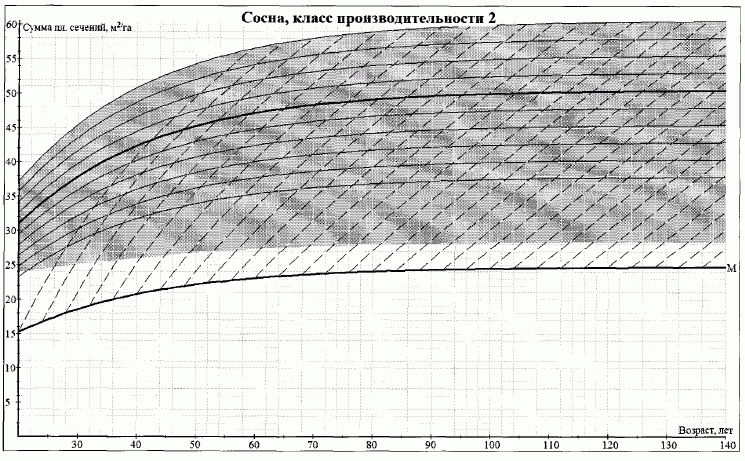 Сосна, класс производительности 2
60
Сумма пл. сечений, м²/га
55
50
45
40
35
30
25
М
20
15
10
5
Возраст, лет
30 40 50 60 70 80 90 100 110 120 130 140